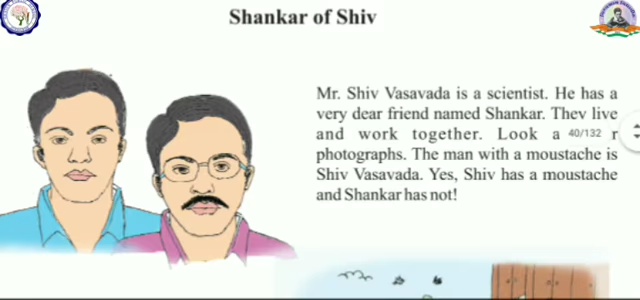 Shankar of Shiv
Mr. Shiv Vasavada is a scientist. He has a
very dear friend named Shankar. They live
and work together. Look a 40/132 r
photographs. The man with a moustache is
Shiv Vasavada. Yes, Shiv has a moustache
and Shankar has not!